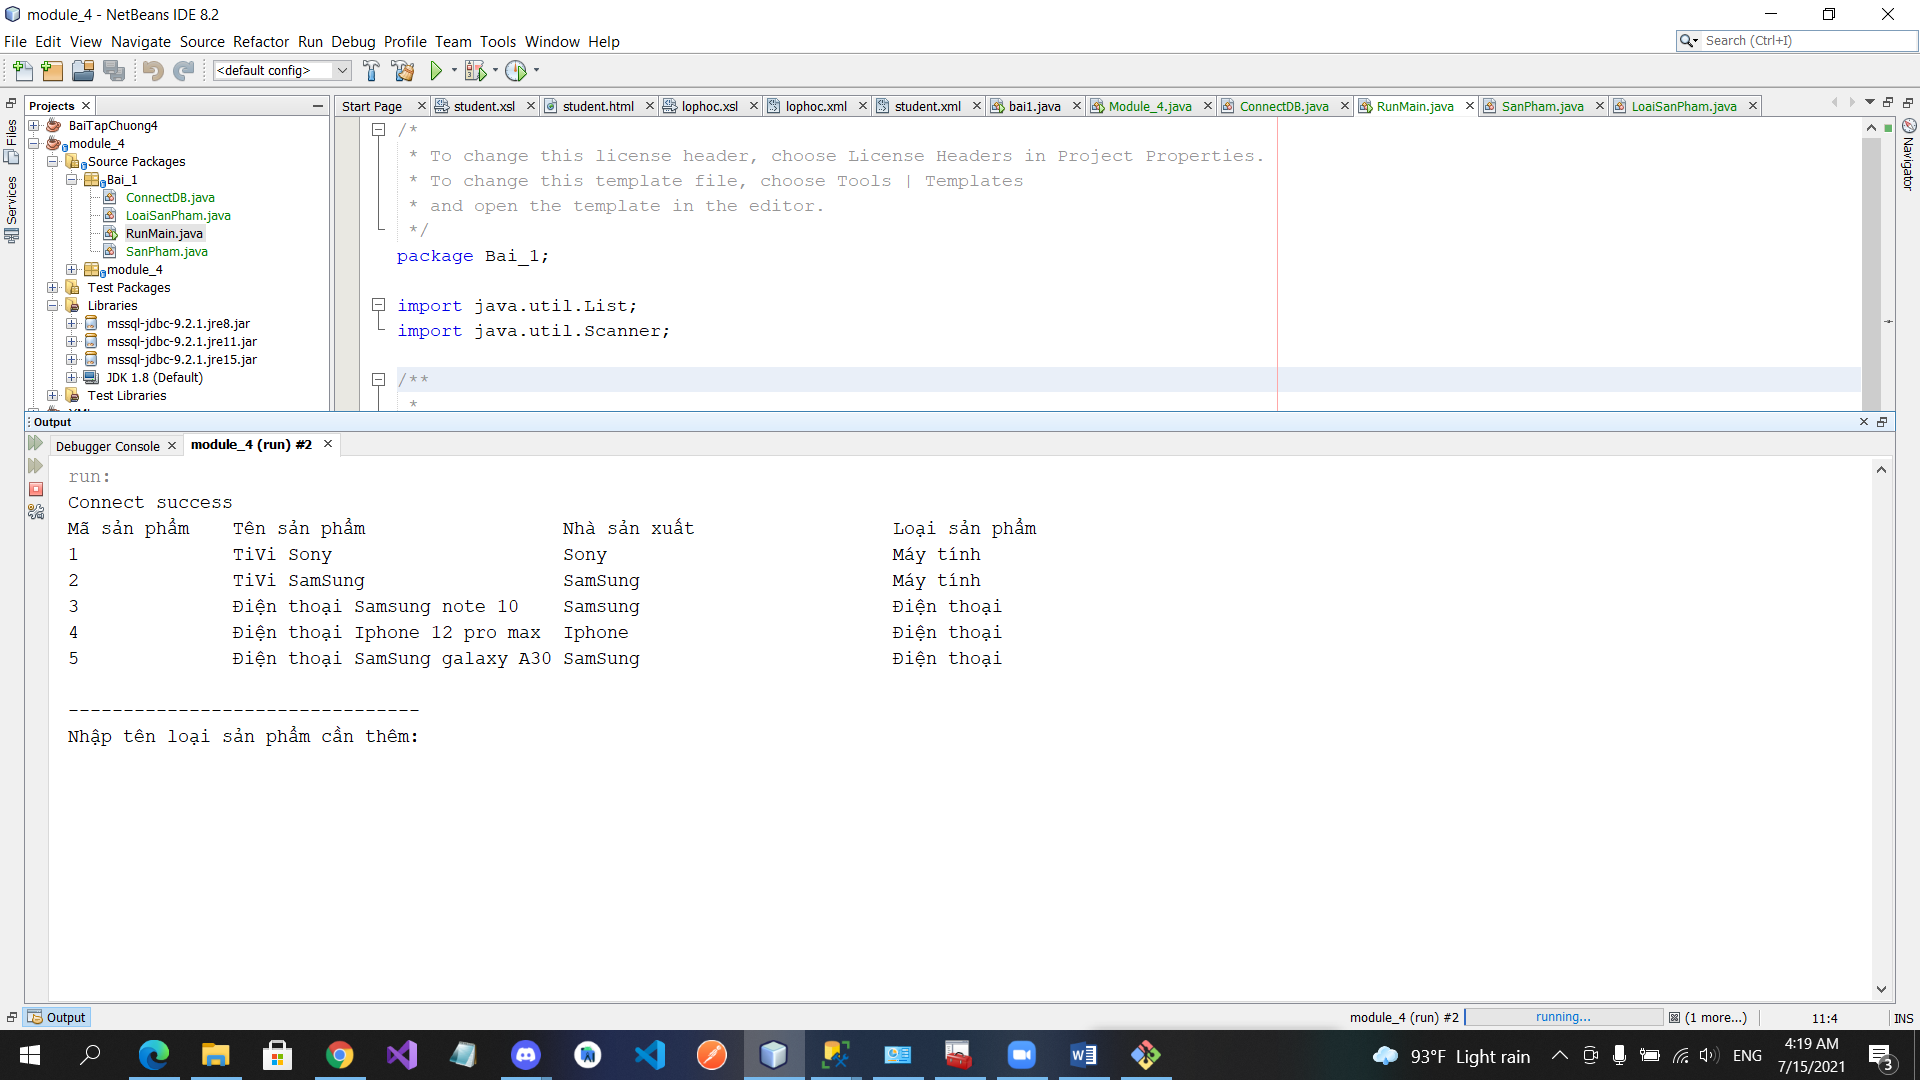 module_4 - NetBeans IDE 8.2
File Edit View Navigate Source Refactor Run Debug Profile Team Tools Window Help
Search (Ctrl+I)
<default config>
Projects
Start Page student.xsl student.html lophoc.xsl lophoc.xml student.xml bai1.java Module_4.java ConnectDB.java RunMain.java SanPham.java LoaiSanPham.java
Files
Services
Navigator
BaiTapChuong4
module_4
Source Packages
Bai_1
ConnectDB.java
LoaiSanPham.java
RunMain.java
SanPham.java
module_4
Test Packages
Libraries
mssql-jdbc-9.2.1.jre8.jar
mssql-jdbc-9.2.1.jre11.jar
mssql-jdbc-9.2.1.jre15.jar
JDK 1.8 (Default)
Test Libraries
/*
* To change this license header, choose License Headers in Project Properties.
* To change this template file, choose Tools | Templates
* and open the template in the editor.
*/
package Bai_1;
import java.util.List;
import java.util.Scanner;
/**
*
Output
Debugger Console module_4 (run) #2
run:
Connect success
Mã sản phẩm Tên sản phẩm Nhà sản xuất Loại sản phẩm
1 TiVi Sony Sony Máy tính
2 TiVi SamSung SamSung Máy tính
3 Điện thoại Samsung note 10 Samsung Điện thoại
4 Điện thoại Iphone 12 pro max Iphone Điện thoại
5 Điện thoại SamSung galaxy A30 SamSung Điện thoại
--------------------------------
Nhập tên loại sản phẩm cần thêm:
Output
module_4 (run) #2 running... (1 more...) 11:4 INS
93°F Light rain ENG
4:19 AM
7/15/2021
3